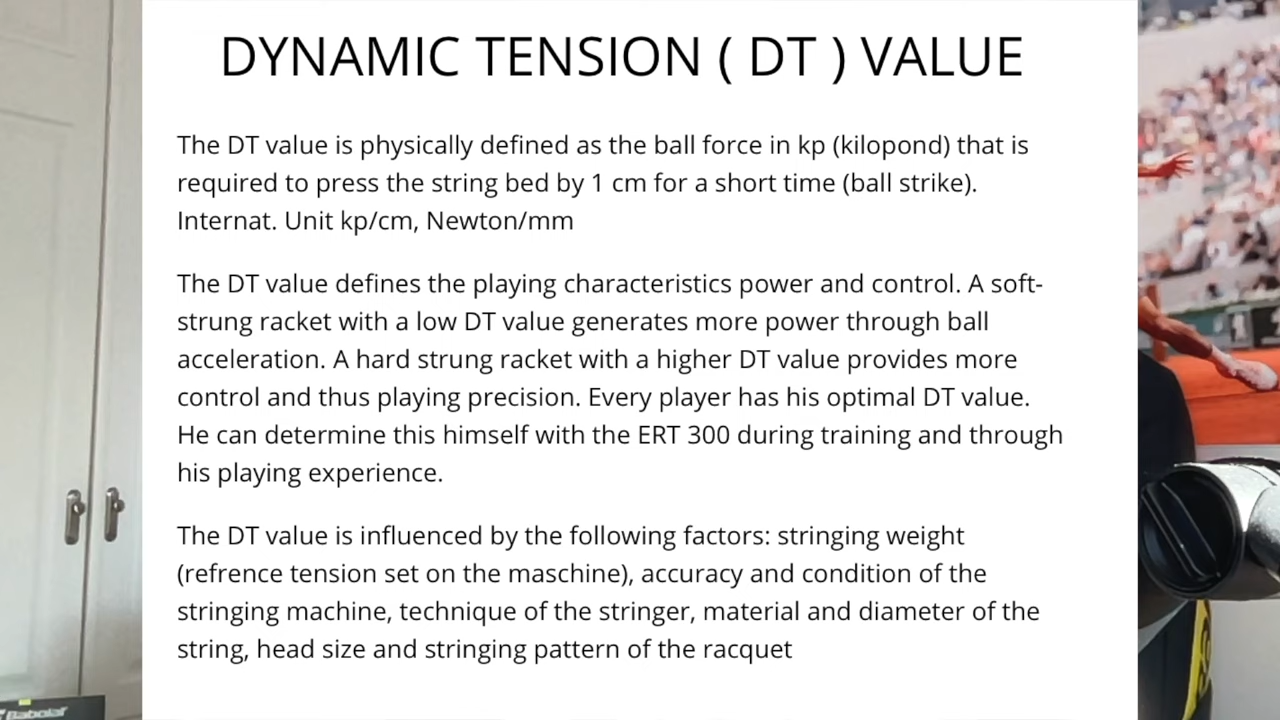 DYNAMIC TENSION ( DT ) VALUE
The DT value is physically defined as the ball force in kp (kilopond) that is
required to press the string bed by 1 cm for a short time (ball strike).
Internat. Unit kp/cm, Newton/mm
The DT value defines the playing characteristics power and control. A soft-
strung racket with a low DT value generates more power through ball
acceleration. A hard strung racket with a higher DT value provides more
control and thus playing precision. Every player has his optimal DT value.
He can determine this himself with the ERT 300 during training and through
his playing experience.
The DT value is influenced by the following factors: stringing weight
(refrence tension set on the maschine), accuracy and condition of the
stringing machine, technique of the stringer, material and diameter of the
string, head size and stringing pattern of the racquet
Babolat